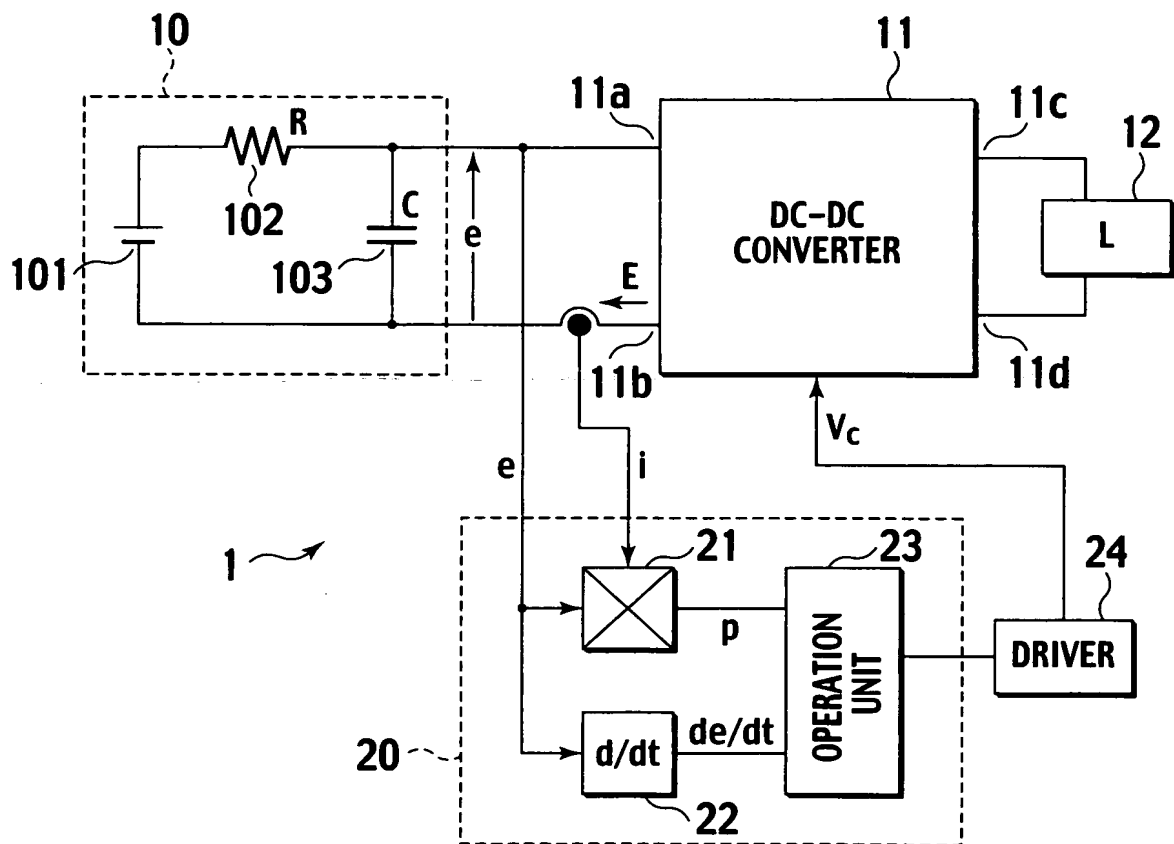 10
11
11a
11c
12
R
102
C
e
DC-DC
CONVERTER
L
101
103
E
11b
11d
Vc
e
i
1
21
23
24
p
OPERATION
UNIT
DRIVER
20
d/dt
de/dt
22